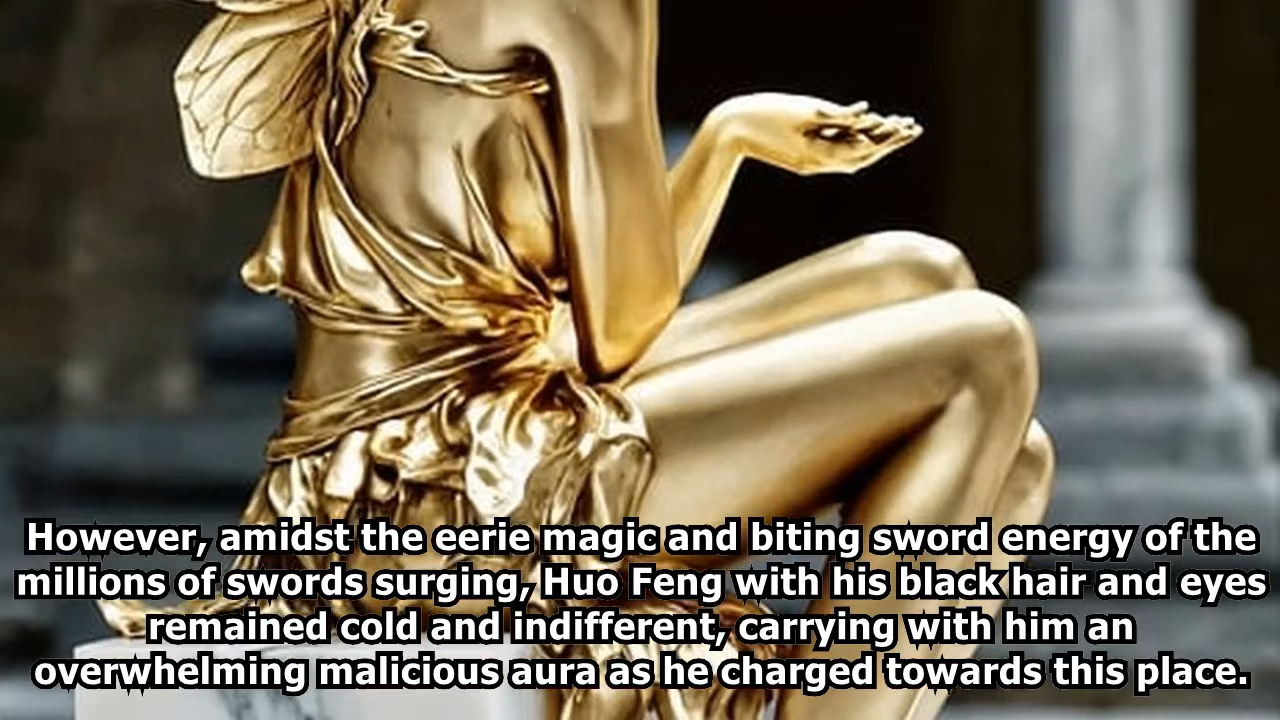 However, amidst the eerie magic and biting sword energy of the
millions of swords surging, Huo Feng with his black hair and eyes
remained cold and indifferent, carrying with him an
overwhelming malicious aura as he charged towards this place.